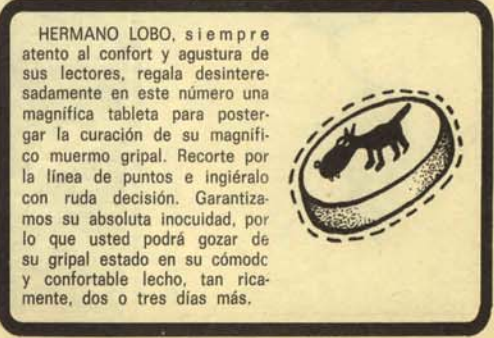 HERMANO LOBO, siempre
atento al confort y agustura de
sus lectores, regala desintere-
sadamente en este número una
magnífica tableta para poster-
gar la curación de su magnífi-
co muermo gripal. Recorte por
la línea de puntos e ingiéralo
con ruda decisión. Garantiza-
mos su absoluta inocuidad, por
lo que usted podrá gozar de
su gripal estado en su cómodc
y confortable lecho, tan rica-
mente, dos o tres días más.